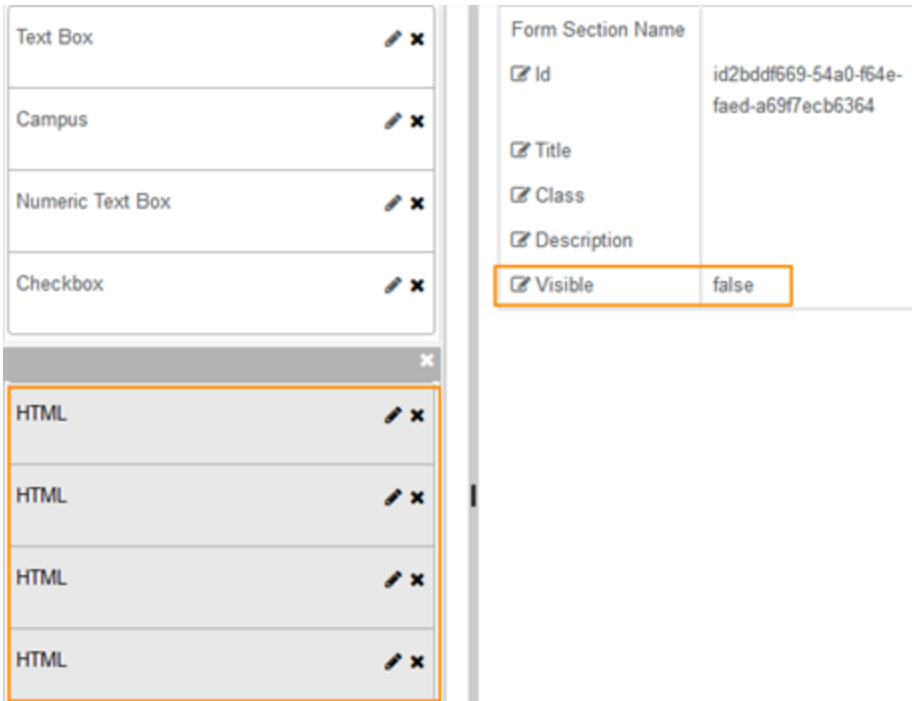 Text Box
Campus
Numeric Text Box
Checkbox
HTML
HTML
HTML
HTML
Form Section Name
Id id2bddf669-54a0-f64e-
faed-a69f7ecb6364
Title
Class
Description
Visible false